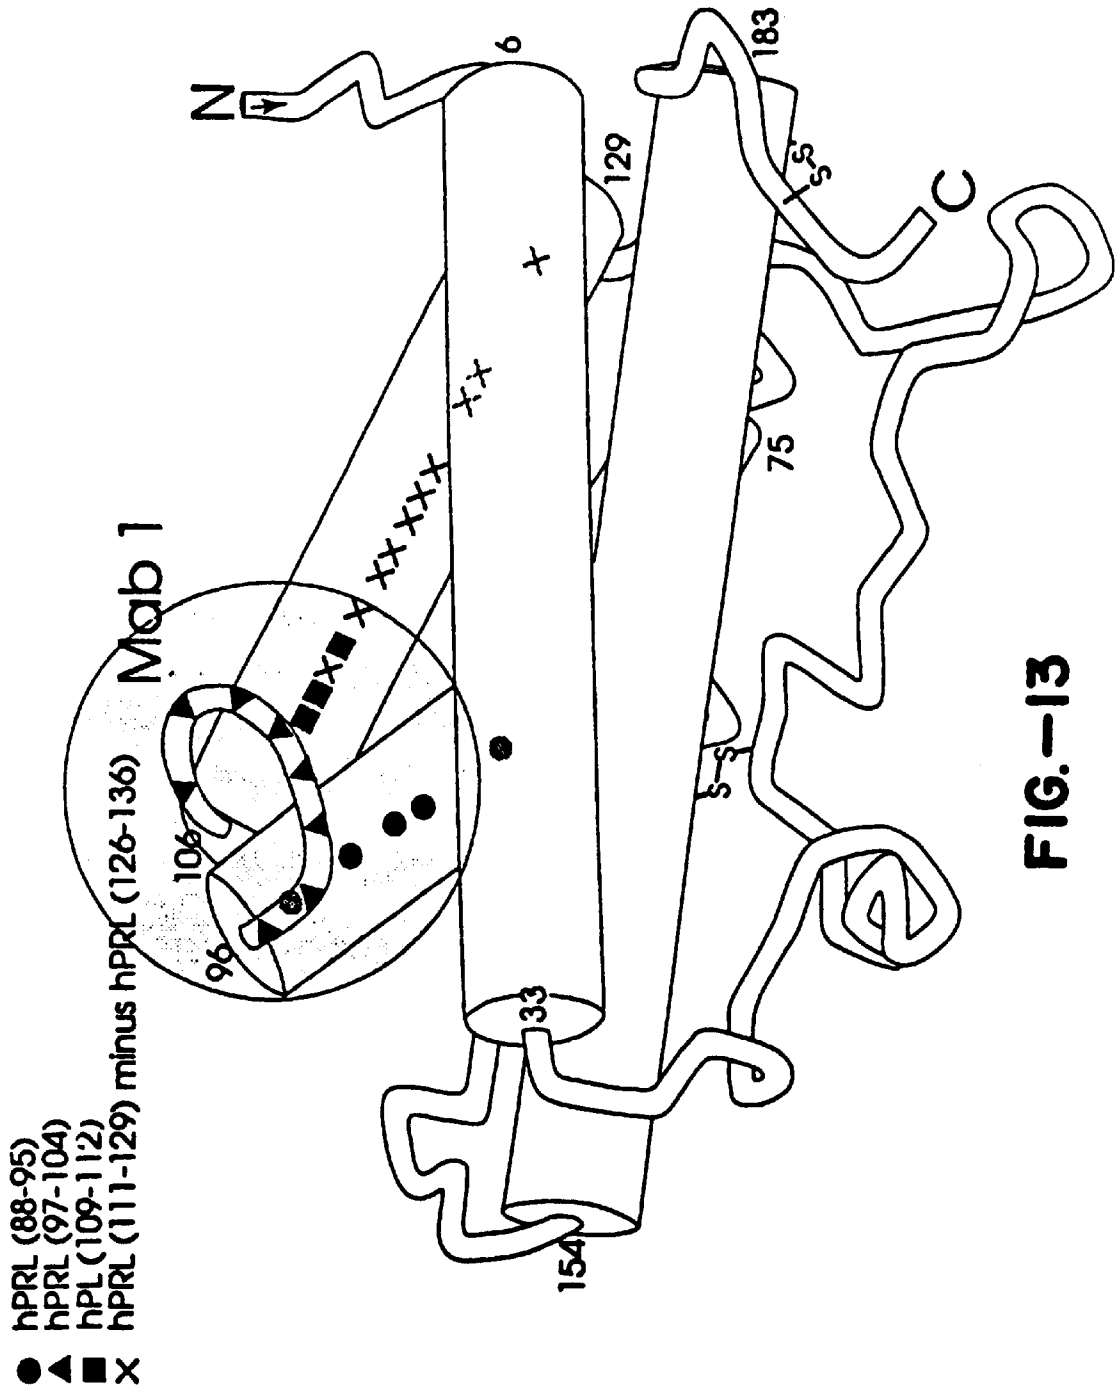 ● hPRL (88-95)
▲ hPRL (97-104)
■ hPL (109-112)
× hPRL (111-129) minus hPRL (126-136)
Mab 1
N
6
106
96
129
33
183
S-S
C
154
75
S-S
FIG.-13